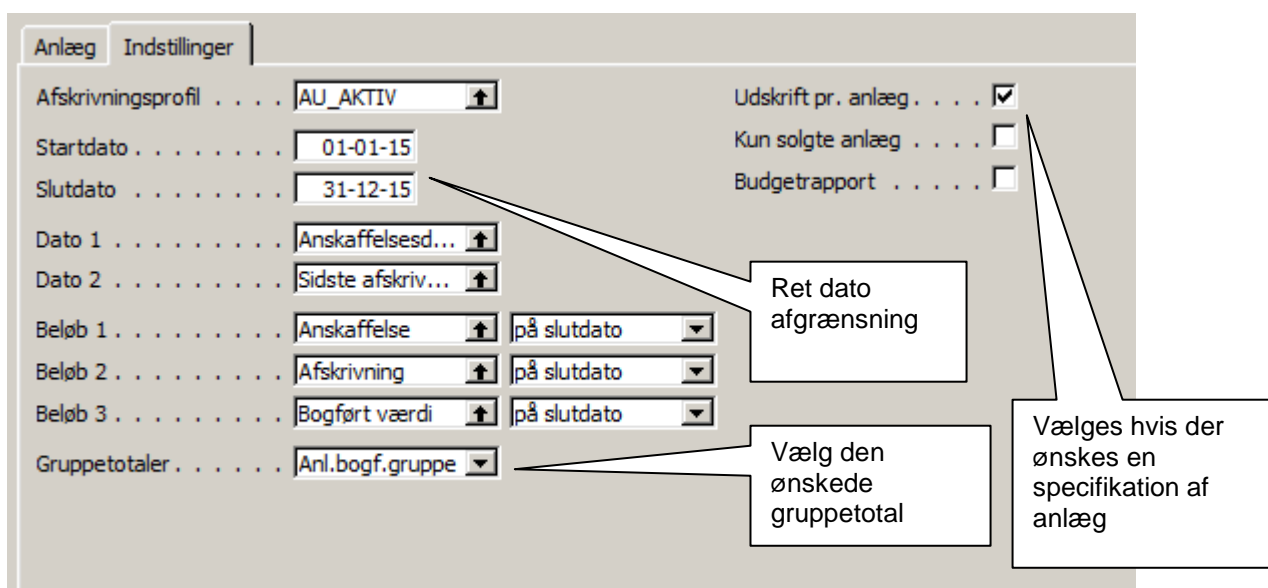 Anlæg Indstillinger
Afskrivningsprofil . . . . AU_AKTIV
Startdato . . . . . . . . 01-01-15
Slutdato . . . . . . . . 31-12-15
Dato 1 . . . . . . . . . Anskaffelsesd...
Dato 2 . . . . . . . . . Sidste afskriv...
Beløb 1 . . . . . . . . . Anskaffelse på slutdato
Beløb 2 . . . . . . . . . Afskrivning på slutdato
Beløb 3 . . . . . . . . . Bogført værdi på slutdato
Gruppetotaler . . . . . . Anl.bogf.gruppe
Udskrift pr. anlæg . . . .
Kun solgte anlæg . . . .
Budgetrapport . . . . .
Ret dato
afgrænsning
Vælg den
ønskede
gruppetotal
Vælges hvis der
ønskes en
specifikation af
anlæg